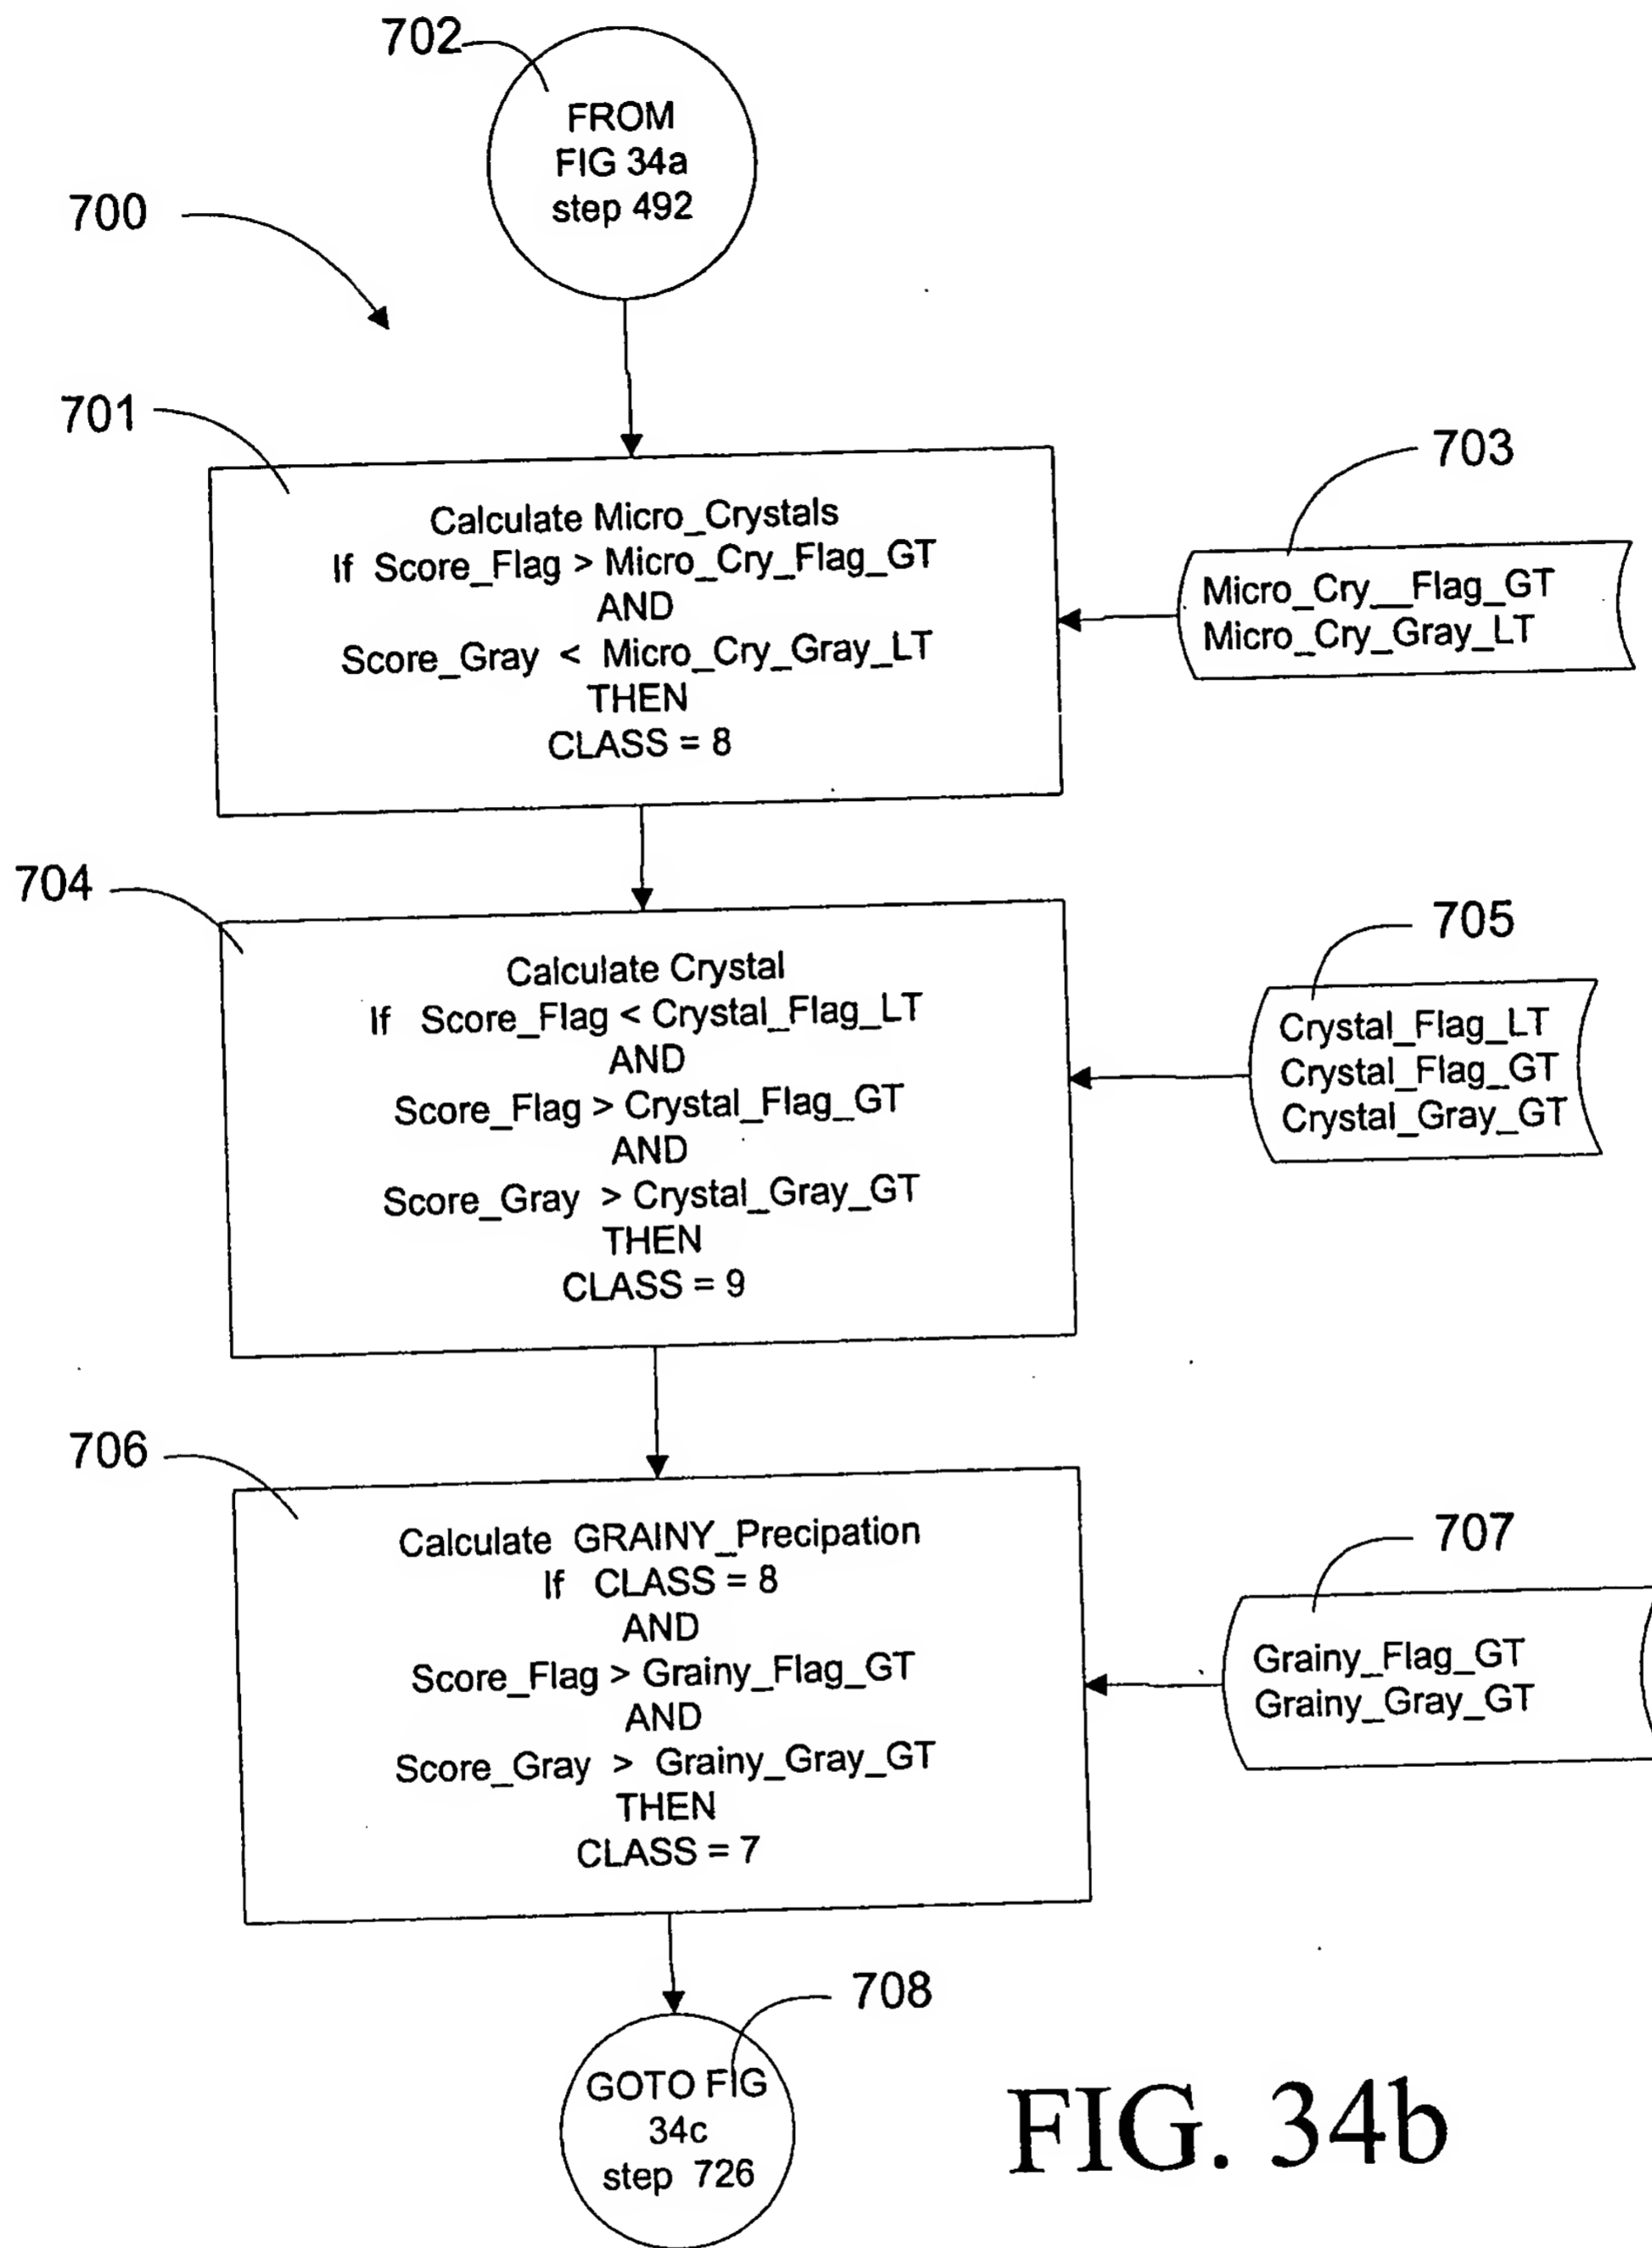 702
FROM
FIG 34a
step 492
700
701
703
Calculate Micro_Crystals
If Score_Flag > Micro_Cry_Flag_GT
AND
Score_Gray < Micro_Cry_Gray_LT
THEN
CLASS = 8
Micro_Cry__Flag_GT
Micro_Cry_Gray_LT
704
705
Calculate Crystal
If Score_Flag < Crystal_Flag_LT
AND
Score_Flag > Crystal_Flag_GT
AND
Score_Gray > Crystal_Gray_GT
THEN
CLASS = 9
Crystal_Flag_LT
Crystal_Flag_GT
Crystal_Gray_GT
706
707
Calculate GRAINY_Precipation
If CLASS = 8
AND
Score_Flag > Grainy_Flag_GT
AND
Score_Gray > Grainy_Gray_GT
THEN
CLASS = 7
Grainy_Flag_GT
Grainy_Gray_GT
708
GOTO FIG
34c
step 726
FIG. 34b